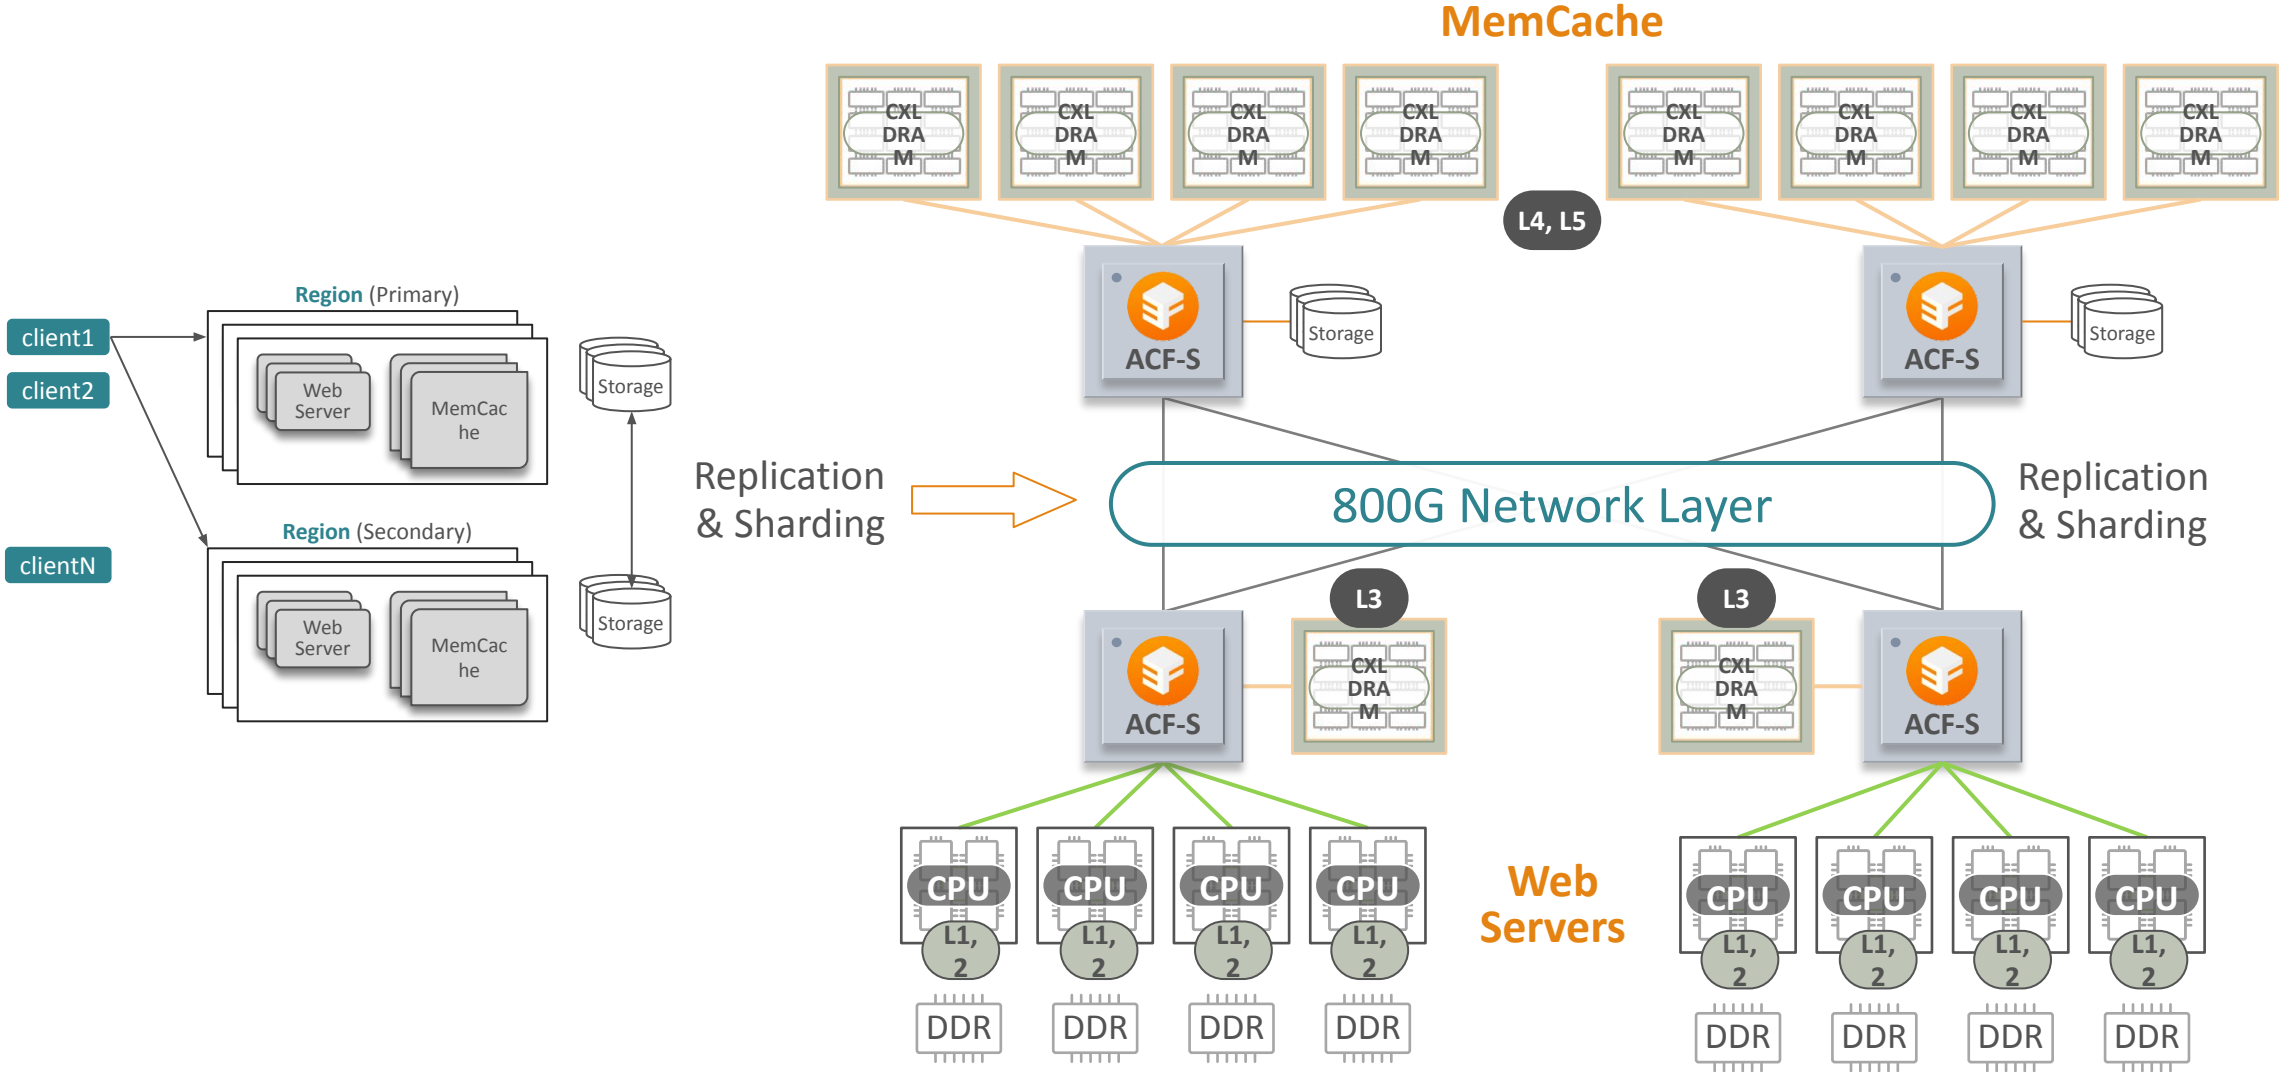 MemCache
CXL
DRA
M
CXL
DRA
M
CXL
DRA
M
CXL
DRA
M
CXL
DRA
M
CXL
DRA
M
CXL
DRA
M
CXL
DRA
M
L4, L5
ACF-S
Storage
ACF-S
Storage
Region (Primary)
client1
client2
clientN
Web
Server
MemCac
he
Storage
Region (Secondary)
Web
Server
MemCac
he
Storage
Replication
& Sharding
800G Network Layer
Replication
& Sharding
L3
L3
ACF-S
CXL
DRA
M
CXL
DRA
M
ACF-S
CPU
L1,
2
DDR
CPU
L1,
2
DDR
CPU
L1,
2
DDR
CPU
L1,
2
DDR
Web
Servers
CPU
L1,
2
DDR
CPU
L1,
2
DDR
CPU
L1,
2
DDR
CPU
L1,
2
DDR